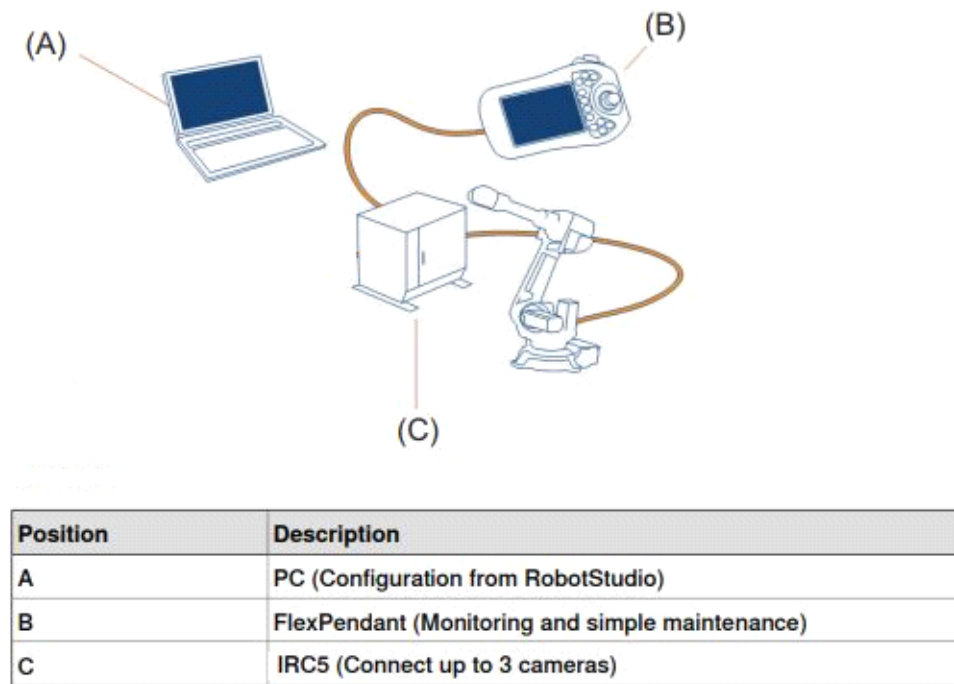 (A)
(B)
(C)
Position Description
A PC (Configuration from RobotStudio)
B FlexPendant (Monitoring and simple maintenance)
C IRC5 (Connect up to 3 cameras)